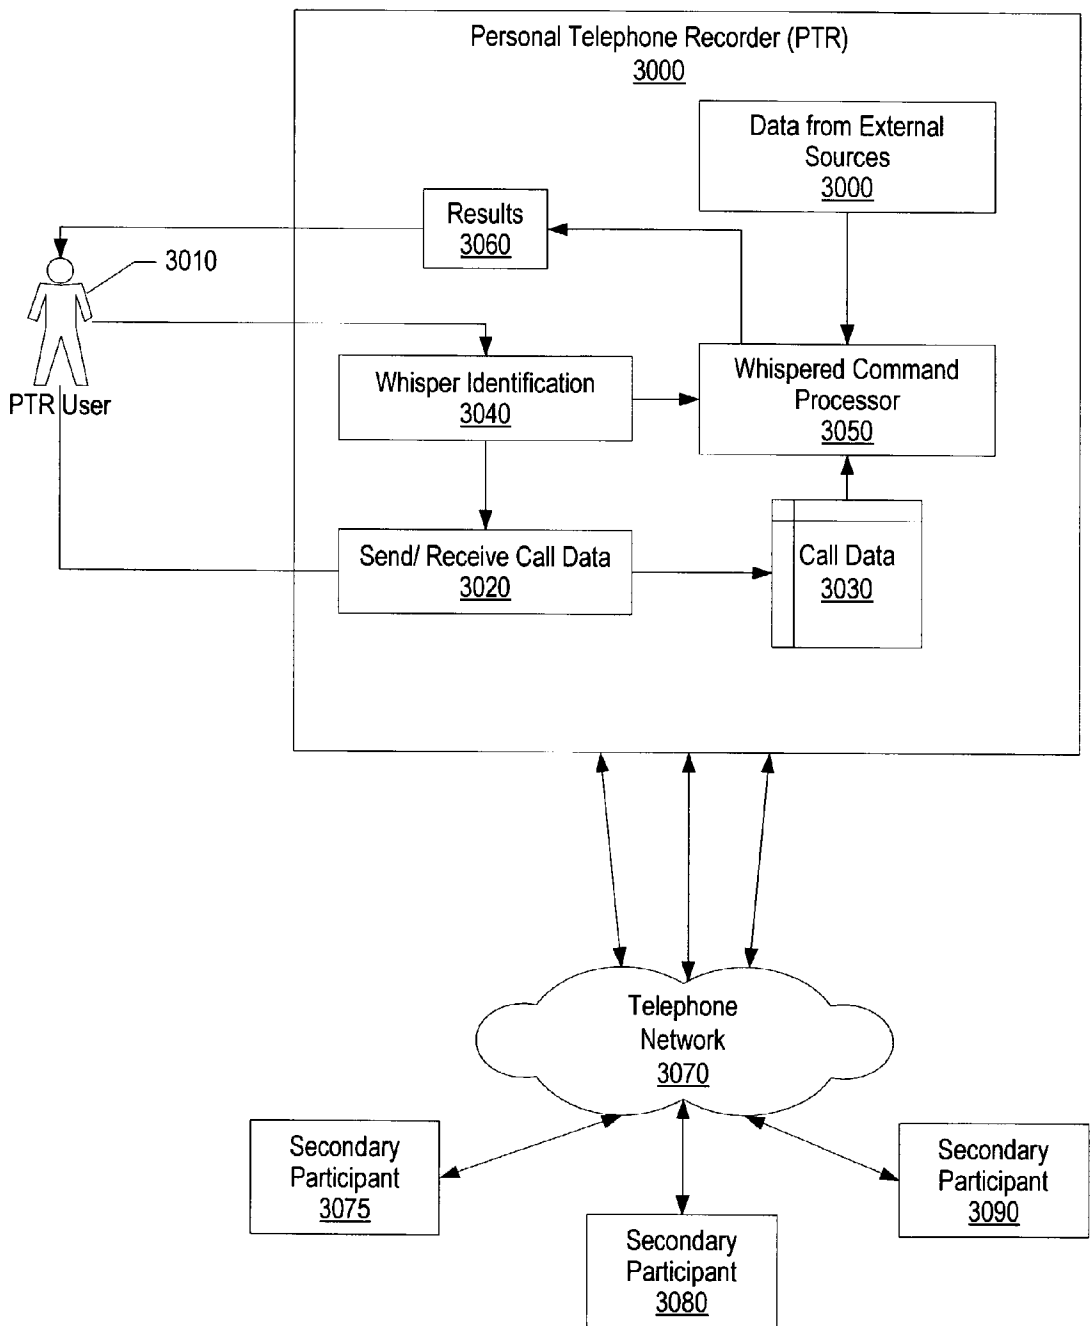 Personal Telephone Recorder (PTR)
3000
Data from External
Sources
3000
Results
3060
3010
PTR User
Whisper Identification
3040
Whispered Command
Processor
3050
Send/ Receive Call Data
3020
Call Data
3030
Telephone
Network
3070
Secondary
Participant
3075
Secondary
Participant
3080
Secondary
Participant
3090